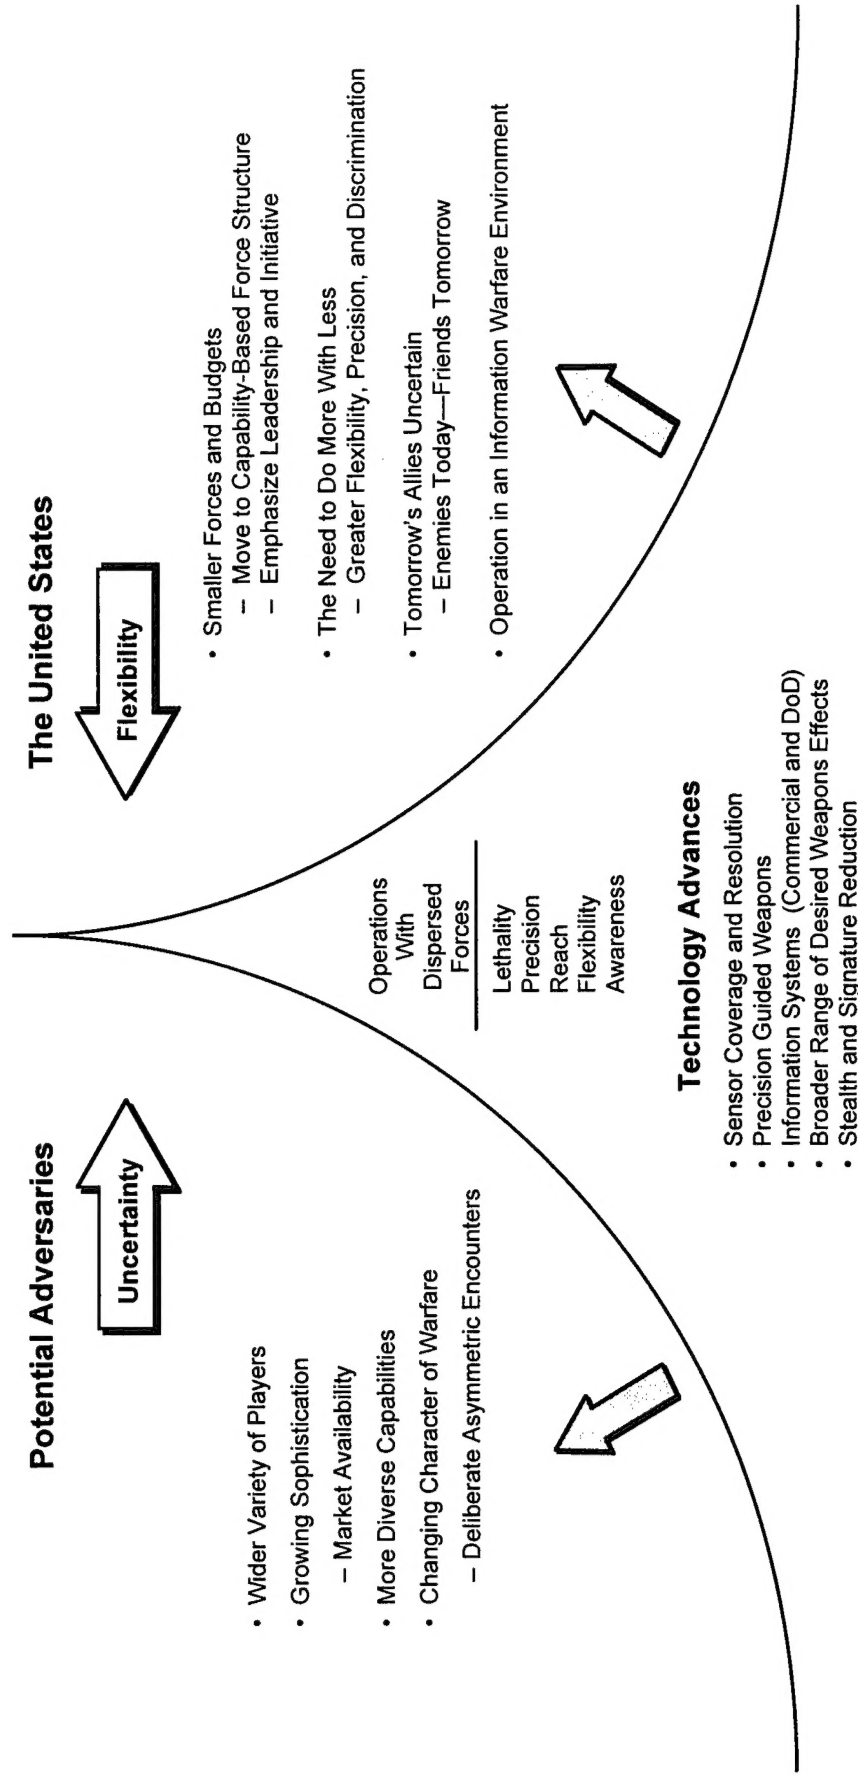 Potential Adversaries
Uncertainty
• Wider Variety of Players
• Growing Sophistication
– Market Availability
• More Diverse Capabilities
• Changing Character of Warfare
– Deliberate Asymmetric Encounters
The United States
Flexibility
• Smaller Forces and Budgets
– Move to Capability-Based Force Structure
– Emphasize Leadership and Initiative
• The Need to Do More With Less
– Greater Flexibility, Precision, and Discrimination
• Tomorrow's Allies Uncertain
– Enemies Today—Friends Tomorrow
• Operation in an Information Warfare Environment
Operations
With
Dispersed
Forces
Lethality
Precision
Reach
Flexibility
Awareness
Technology Advances
• Sensor Coverage and Resolution
• Precision Guided Weapons
• Information Systems (Commercial and DoD)
• Broader Range of Desired Weapons Effects
• Stealth and Signature Reduction